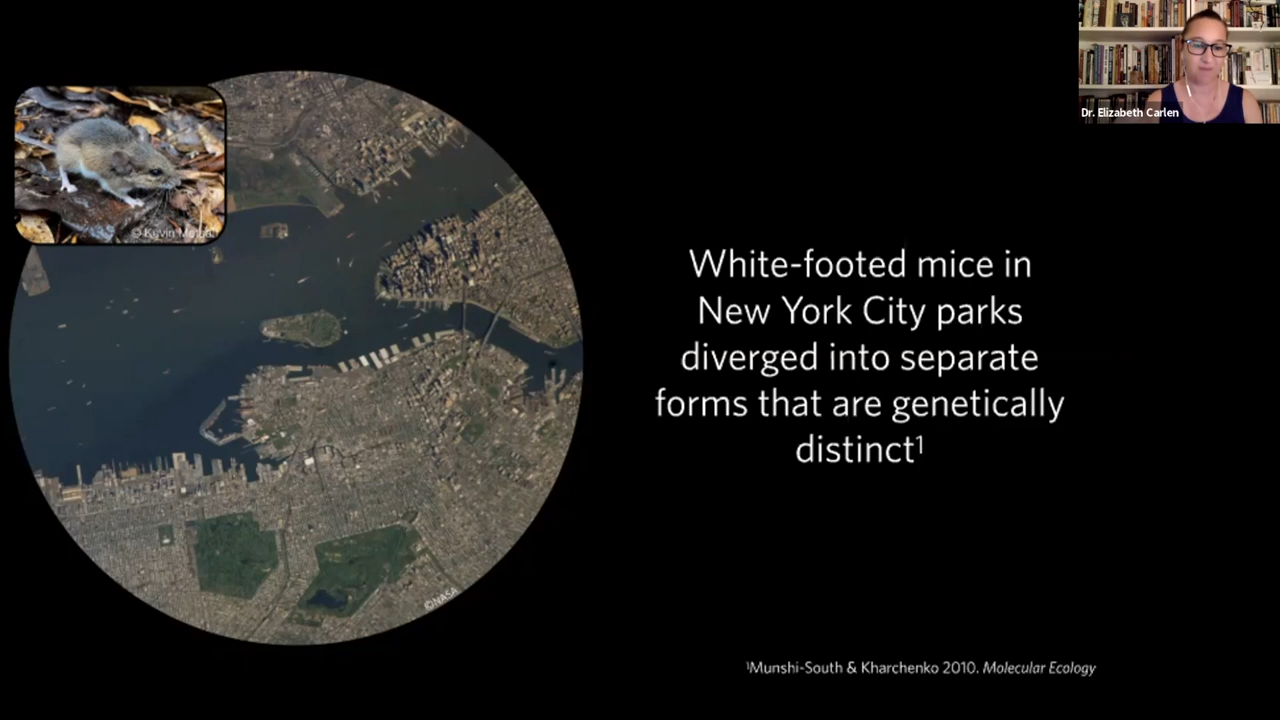 Dr. Elizabeth Carlen
© Kevin
White-footed mice in
New York City parks
diverged into separate
forms that are genetically
distinct¹
©NASA
¹Munshi-South & Kharchenko 2010. Molecular Ecology